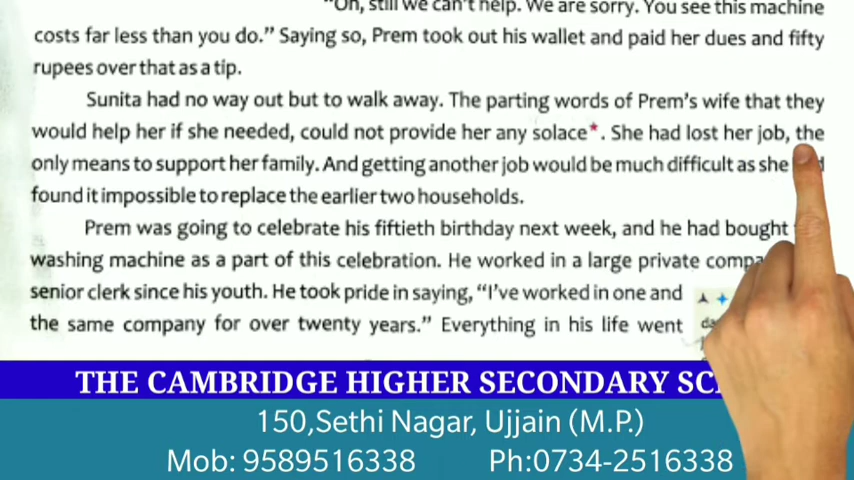 "Oh, still we can't help. We are sorry. You see this machine
costs far less than you do." Saying so, Prem took out his wallet and paid her dues and fifty
rupees over that as a tip.
Sunita had no way out but to walk away. The parting words of Prem's wife that they
would help her if she needed, could not provide her any solace*. She had lost her job, the
only means to support her family. And getting another job would be much difficult as she
found it impossible to replace the earlier two households.
Prem was going to celebrate his fiftieth birthday next week, and he had bought
washing machine as a part of this celebration. He worked in a large private
senior clerk since his youth. He took pride in saying, "I've worked in one and
the same company for over twenty years." Everything in his life went
THE CAMBRIDGE HIGHER SECONDARY
150,Sethi Nagar, Ujjain (M.P.)
Mob: 9589516338 Ph:0734-2516338